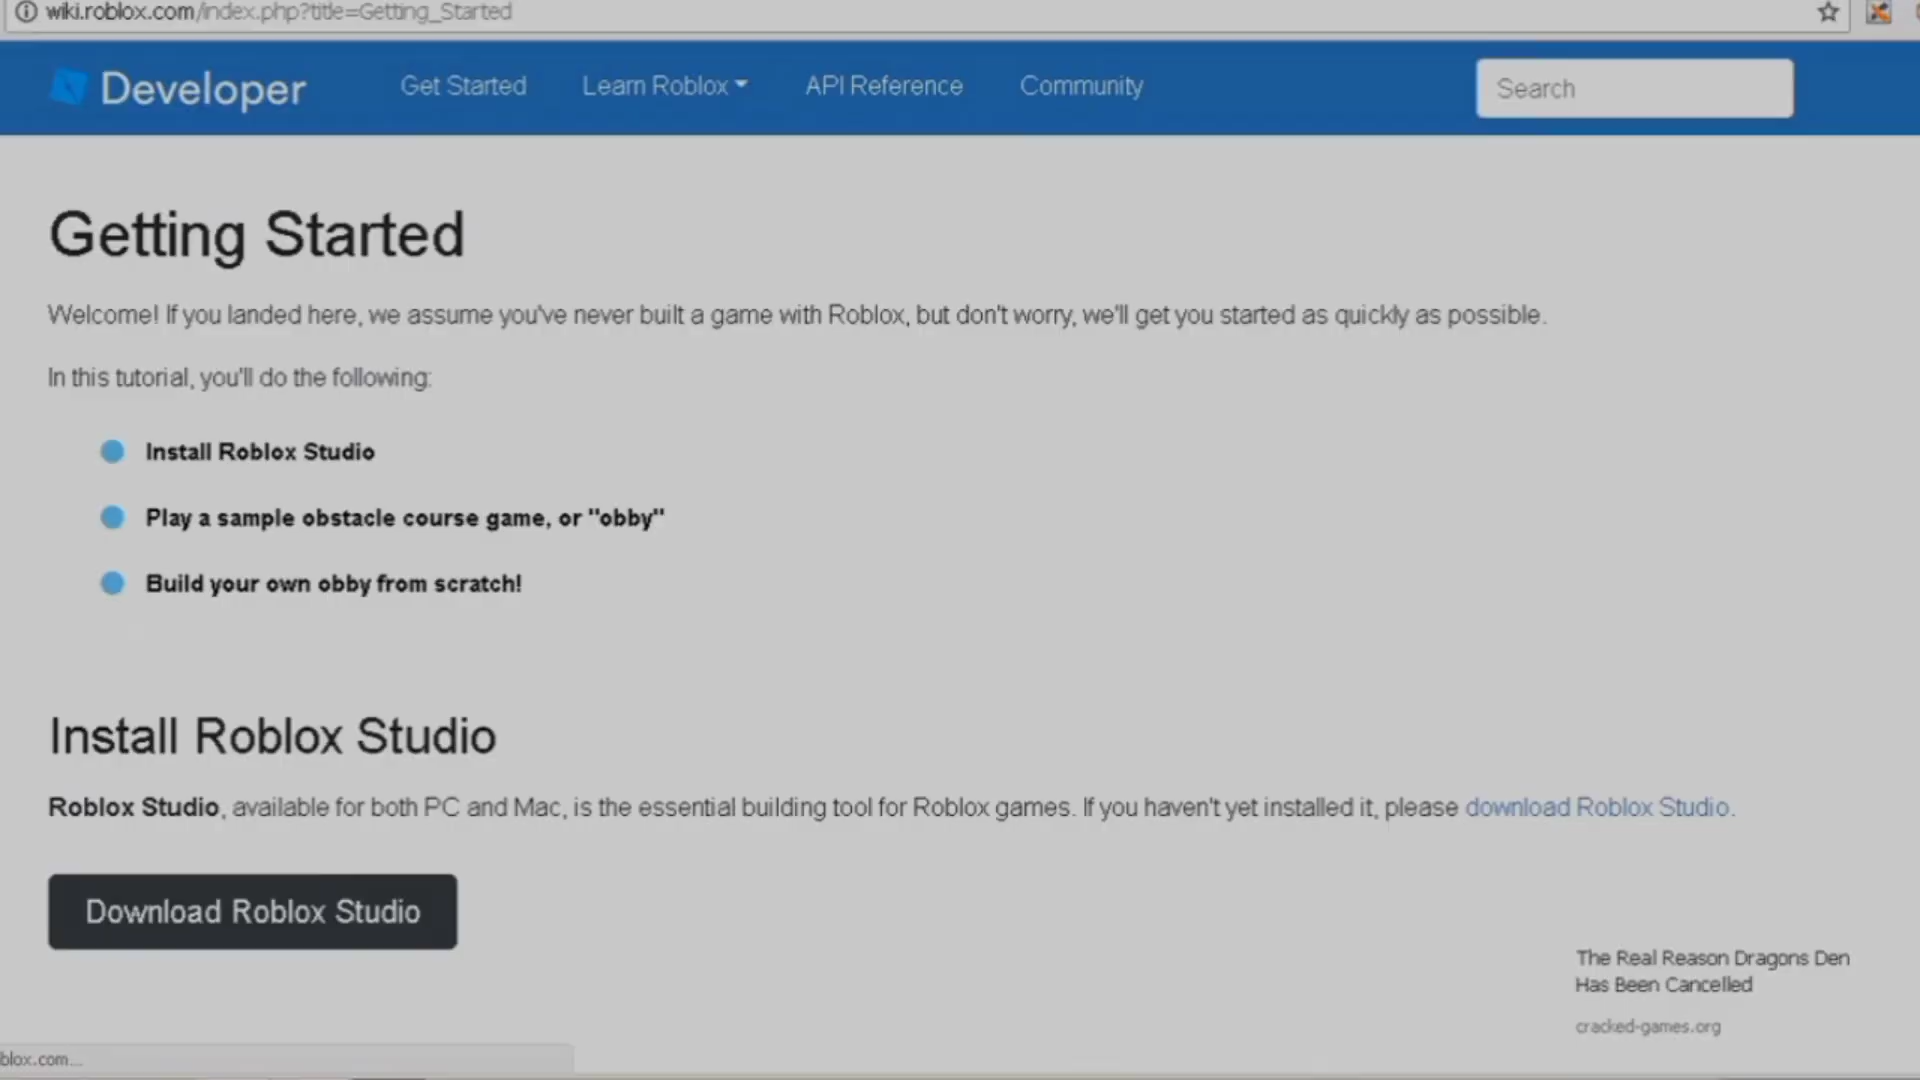 wiki.roblox.com/index.php?title=Getting_Started
Developer
Get Started
Learn Roblox
API Reference
Community
Search
Getting Started
Welcome! If you landed here, we assume you've never built a game with Roblox, but don't worry, we'll get you started as quickly as possible.
In this tutorial, you'll do the following:
Install Roblox Studio
Play a sample obstacle course game, or "obby"
Build your own obby from scratch!
Install Roblox Studio
Roblox Studio, available for both PC and Mac, is the essential building tool for Roblox games. If you haven't yet installed it, please download Roblox Studio.
Download Roblox Studio
The Real Reason Dragons Den
Has Been Cancelled
cracked-games.org
blox.com...